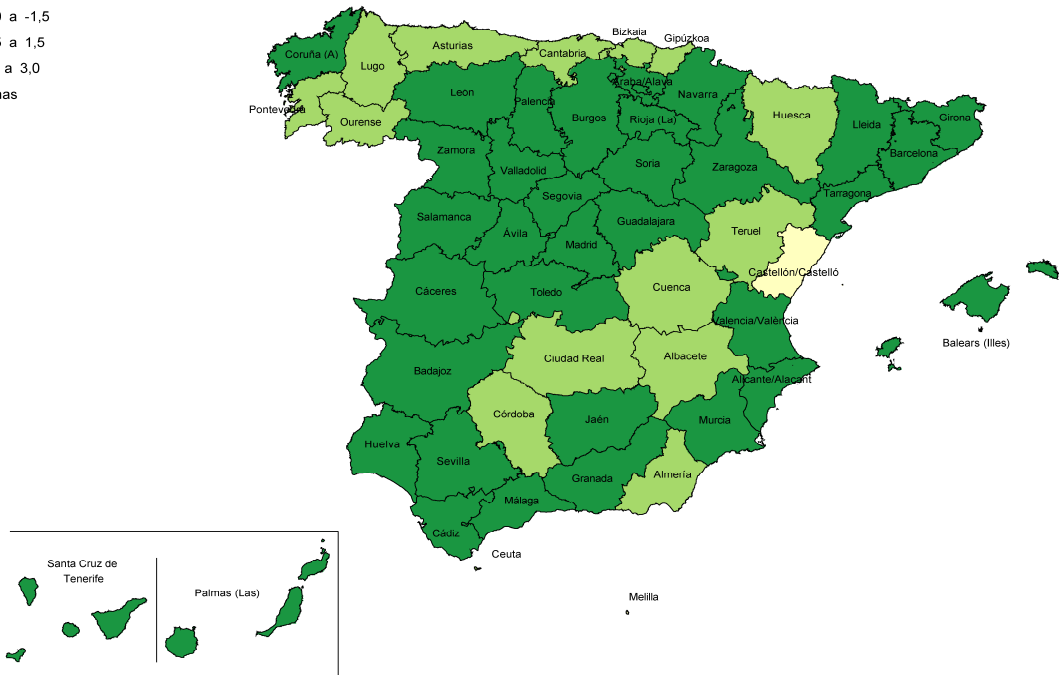 a -1,5
a 1,5
a 3,0
Coruña (A)
Lugo
Asturias
Cantabria
Bizkaia
Gipúzkoa
Araba/Alava
Navarra
Pontevedra
Ourense
Leon
Palencia
Burgos
Rioja (La)
Huesca
Lleida
Girona
Barcelona
Zamora
Valladolid
Soria
Zaragoza
Tarragona
Segovia
Salamanca
Ávila
Madrid
Guadalajara
Teruel
Castellón/Castelló
Cáceres
Toledo
Cuenca
Valencia/València
Balears (Illes)
Badajoz
Ciudad Real
Albacete
Alicante/Alacant
Córdoba
Jaén
Murcia
Huelva
Sevilla
Granada
Almería
Málaga
Cádiz
Ceuta
Melilla
Santa Cruz de
Tenerife
Palmas (Las)